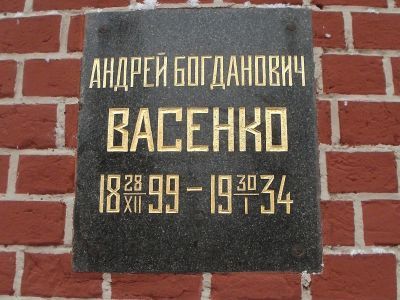 АНДРЕЙ БОГДАНОВИЧ
ВАСЕНКО
18 28/XII 99 – 19 30/I 34